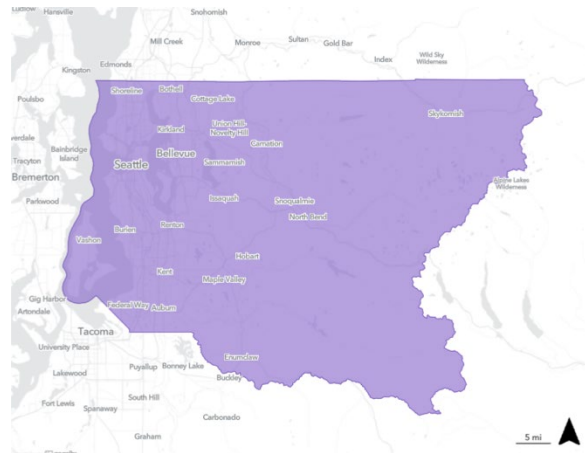 Hansville
Snohomish
Mill Creek
Monroe
Sultan
Gold Bar
Wild Sky
Wilderness
Index
Edmonds
Kingston
Shoreline
Bothell
Cottage Lake
Skykomish
Poulsbo
Kirkland
Union Hill-
Novelty Hill
Carnation
Bainbridge
Island
Tracyton
Seattle
Bellevue
Sammamish
Bremerton
Alpine Lakes
Wilderness
Parkwood
Issaquah
Snoqualmie
North Bend
Vashon
Burien
Renton
Hobart
Kent
Maple Valley
Gig Harbor
Artondale
Federal Way
Auburn
Tacoma
University Place
Puyallup
Bonney Lake
Enumclaw
Lakewood
Buckley
Fort Lewis
Spanaway
South Hill
Carbonado
Graham
5 mi